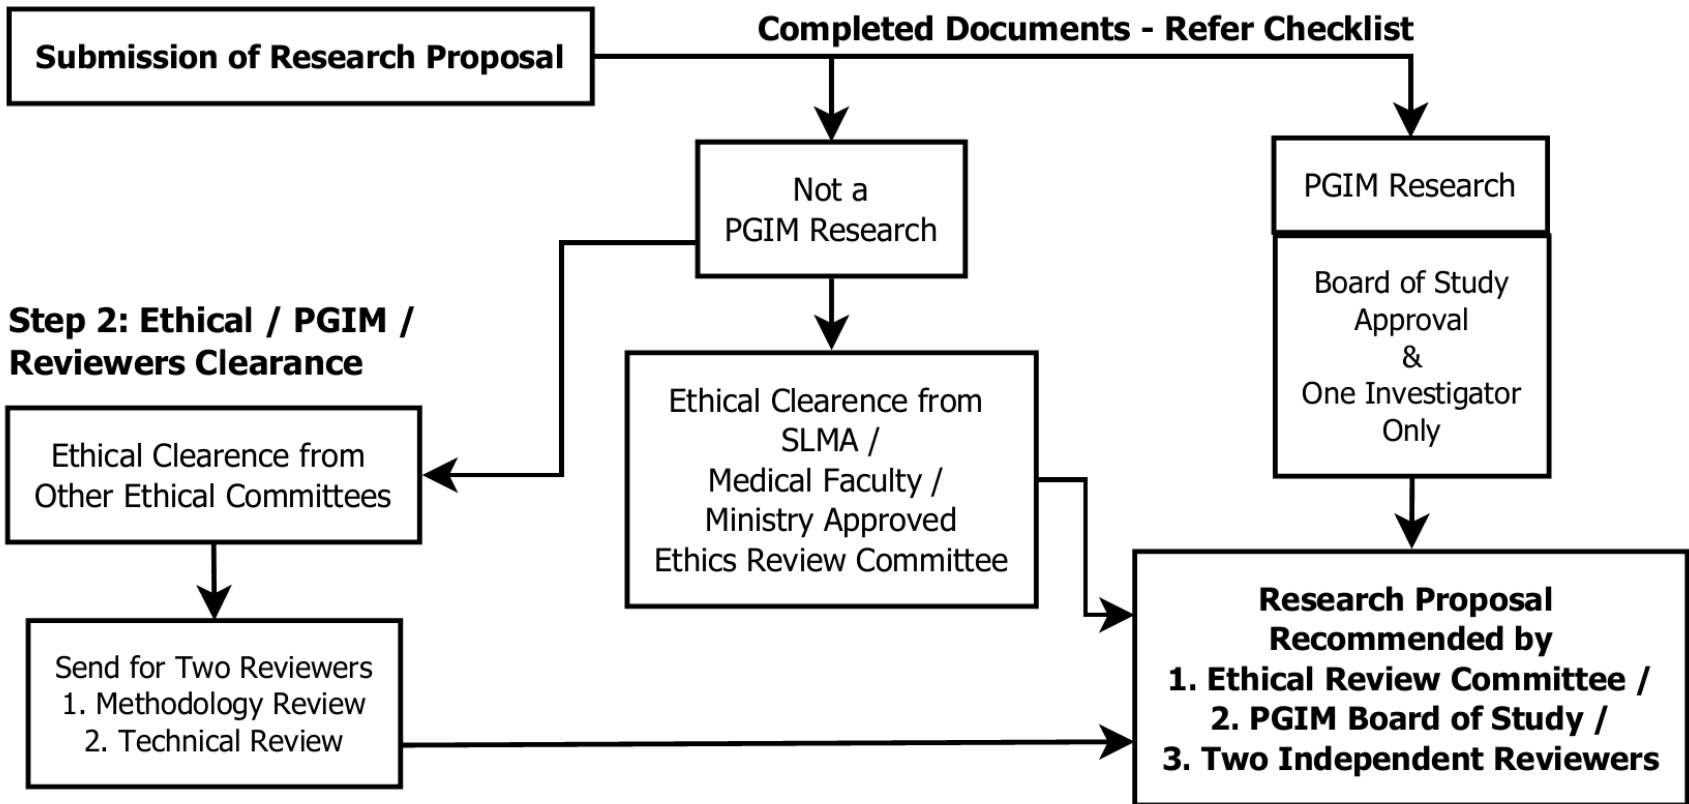 Submission of Research Proposal
Completed Documents - Refer Checklist
Not a
PGIM Research
PGIM Research
Board of Study
Approval
&
One Investigator
Only
Step 2: Ethical / PGIM /
Reviewers Clearance
Ethical Clearence from
Other Ethical Committees
Ethical Clearence from
SLMA /
Medical Faculty /
Ministry Approved
Ethics Review Committee
Send for Two Reviewers
1. Methodology Review
2. Technical Review
Research Proposal
Recommended by
1. Ethical Review Committee /
2. PGIM Board of Study /
3. Two Independent Reviewers